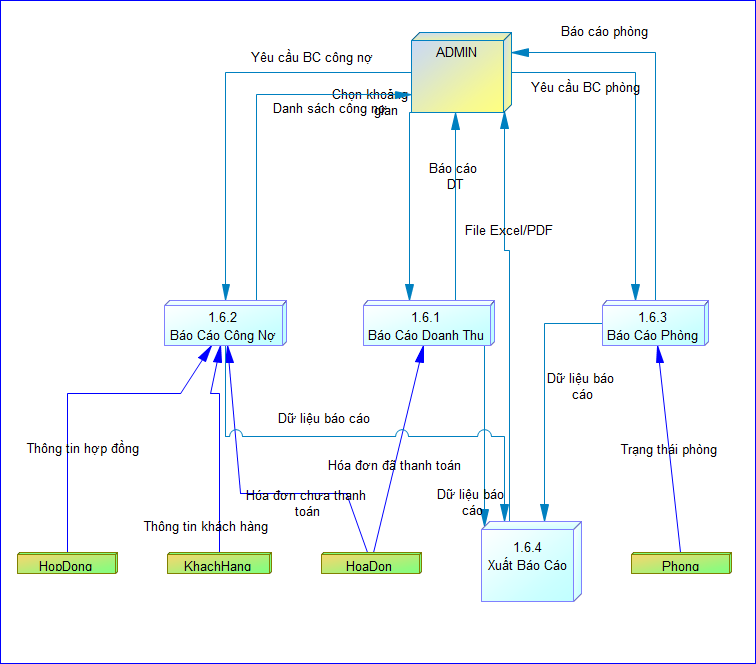 Báo cáo phòng
ADMIN
Yêu cầu BC công nợ
Yêu cầu BC phòng
Chọn khoảng
gian
Danh sách công nợ
Báo cáo
DT
File Excel/PDF
1.6.2
Báo Cáo Công Nợ
1.6.1
Báo Cáo Doanh Thu
1.6.3
Báo Cáo Phòng
Dữ liệu báo
cáo
Dữ liệu báo cáo
Thông tin hợp đồng
Trạng thái phòng
Hóa đơn đã thanh toán
Hóa đơn chưa thanh
toán
Dữ liệu báo
cáo
Thông tin khách hàng
1.6.4
Xuất Báo Cáo
HopDong
KhachHang
HoaDon
Phong